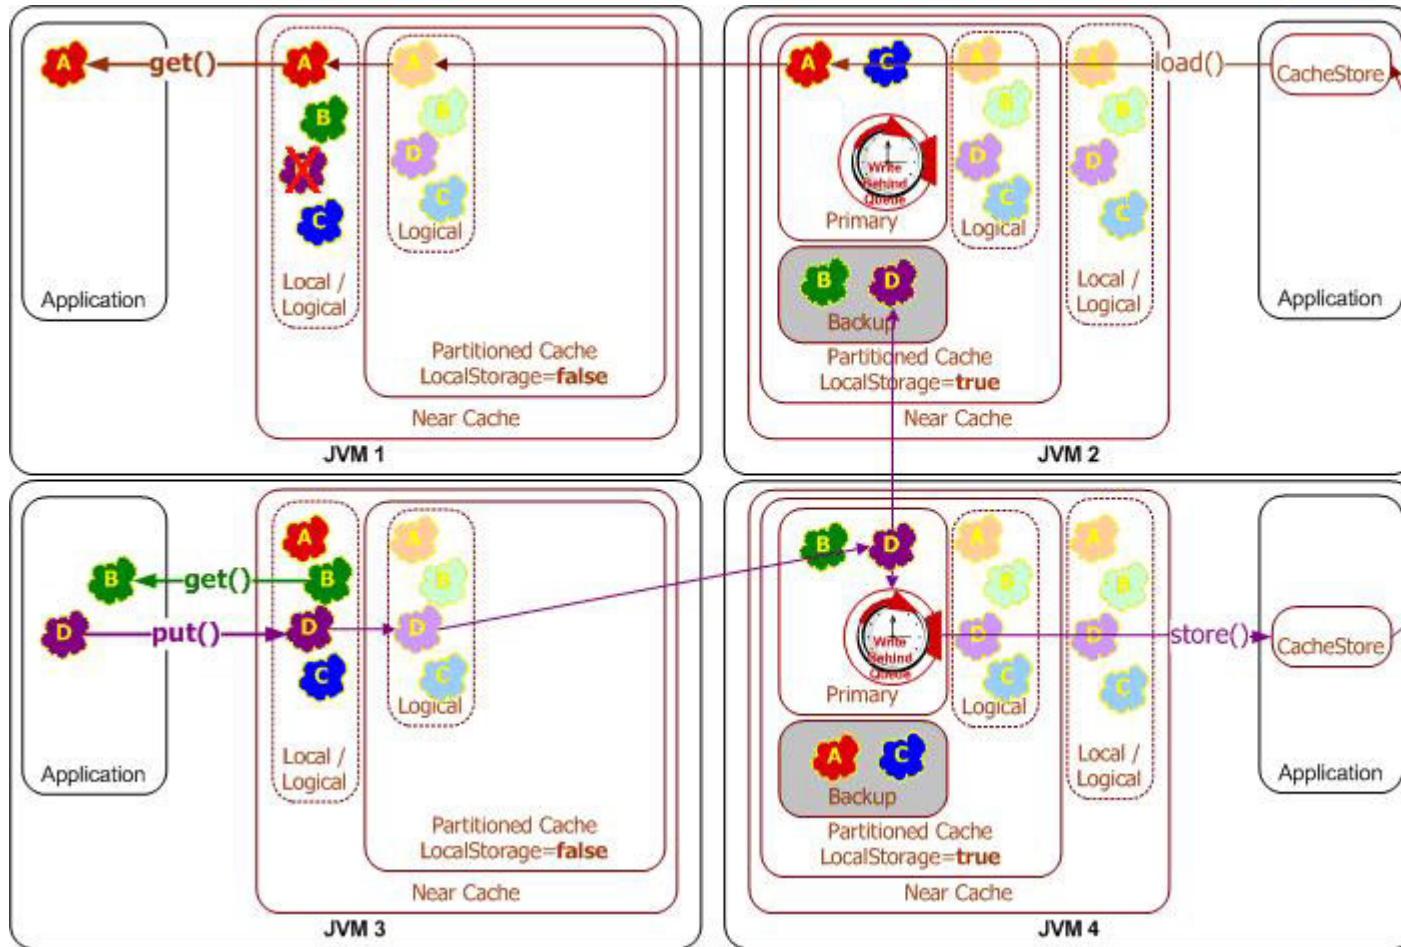 A
get()
A
B
C
A
B
D
C
Logical
Local /
Logical
Application
Partitioned Cache
LocalStorage=false
Near Cache
JVM 1
A
C
Write
Behind
Queue
Primary
A
B
D
C
Logical
A
B
D
C
Local /
Logical
load()
CacheStore
B
D
Backup
Partitioned Cache
LocalStorage=true
Near Cache
Application
JVM 2
B
get()
D
put()
A
B
D
C
A
B
D
C
Logical
Local /
Logical
Application
Partitioned Cache
LocalStorage=false
Near Cache
JVM 3
B
D
Write
Behind
Queue
Primary
A
B
D
C
Logical
A
B
D
C
Local /
Logical
store()
CacheStore
A
C
Backup
Partitioned Cache
LocalStorage=true
Near Cache
Application
JVM 4